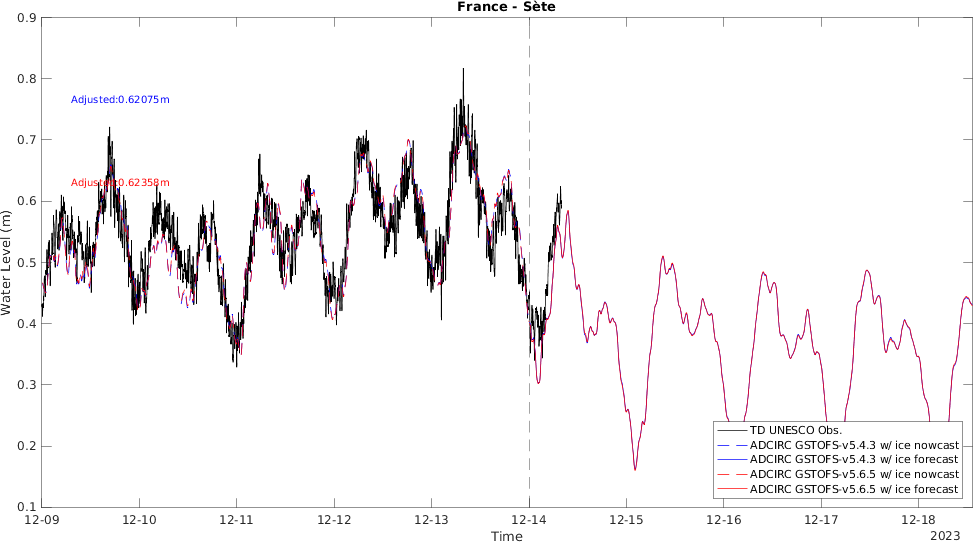 France - Sète
0.9
0.8
0.7
0.6
0.5
0.4
0.3
0.2
0.1
Water Level (m)
Adjusted:0.62075m
Adjusted:0.62358m
TD UNESCO Obs.
ADCIRC GSTOFS-v5.4.3 w/ ice nowcast
ADCIRC GSTOFS-v5.4.3 w/ ice forecast
ADCIRC GSTOFS-v5.6.5 w/ ice nowcast
ADCIRC GSTOFS-v5.6.5 w/ ice forecast
12-09 12-10 12-11 12-12 12-13 12-14 12-15 12-16 12-17 12-18
Time
2023